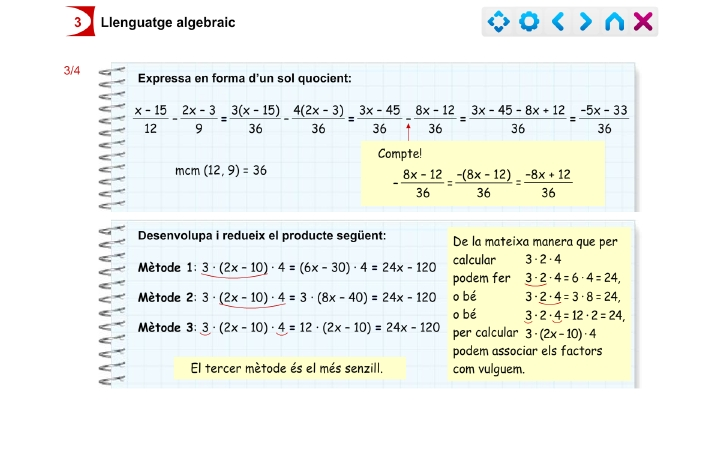 3 Llenguatge algebraic
3/4
Expressa en forma d'un sol quocient:
(x - 15)/12 - (2x - 3)/9 = 3(x - 15)/36 - 4(2x - 3)/36 = (3x - 45)/36 - (8x - 12)/36 = (3x - 45 - 8x + 12)/36 = (-5x - 33)/36
Compte!
mcm (12, 9) = 36
- (8x - 12)/36 = -(8x - 12)/36 = (-8x + 12)/36
Desenvolupa i redueix el producte següent:
Mètode 1: 3 · (2x - 10) · 4 = (6x - 30) · 4 = 24x - 120
Mètode 2: 3 · (2x - 10) · 4 = 3 · (8x - 40) = 24x - 120
Mètode 3: 3 · (2x - 10) · 4 = 12 · (2x - 10) = 24x - 120
El tercer mètode és el més senzill.
De la mateixa manera que per
calcular 3 · 2 · 4
podem fer 3 · 2 · 4 = 6 · 4 = 24,
o bé 3 · 2 · 4 = 3 · 8 = 24,
o bé 3 · 2 · 4 = 12 · 2 = 24,
per calcular 3 · (2x - 10) · 4
podem associar els factors
com vulguem.